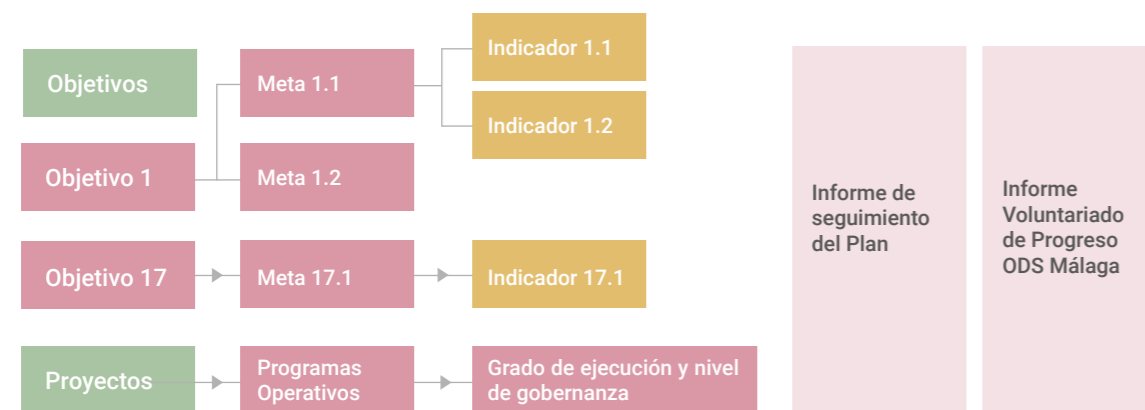 Objetivos
Meta 1.1
Indicador 1.1
Indicador 1.2
Objetivo 1
Meta 1.2
Objetivo 17
Meta 17.1
Indicador 17.1
Proyectos
Programas
Operativos
Grado de ejecución y nivel
de gobernanza
Informe de
seguimiento
del Plan
Informe
Voluntariado
de Progreso
ODS Málaga